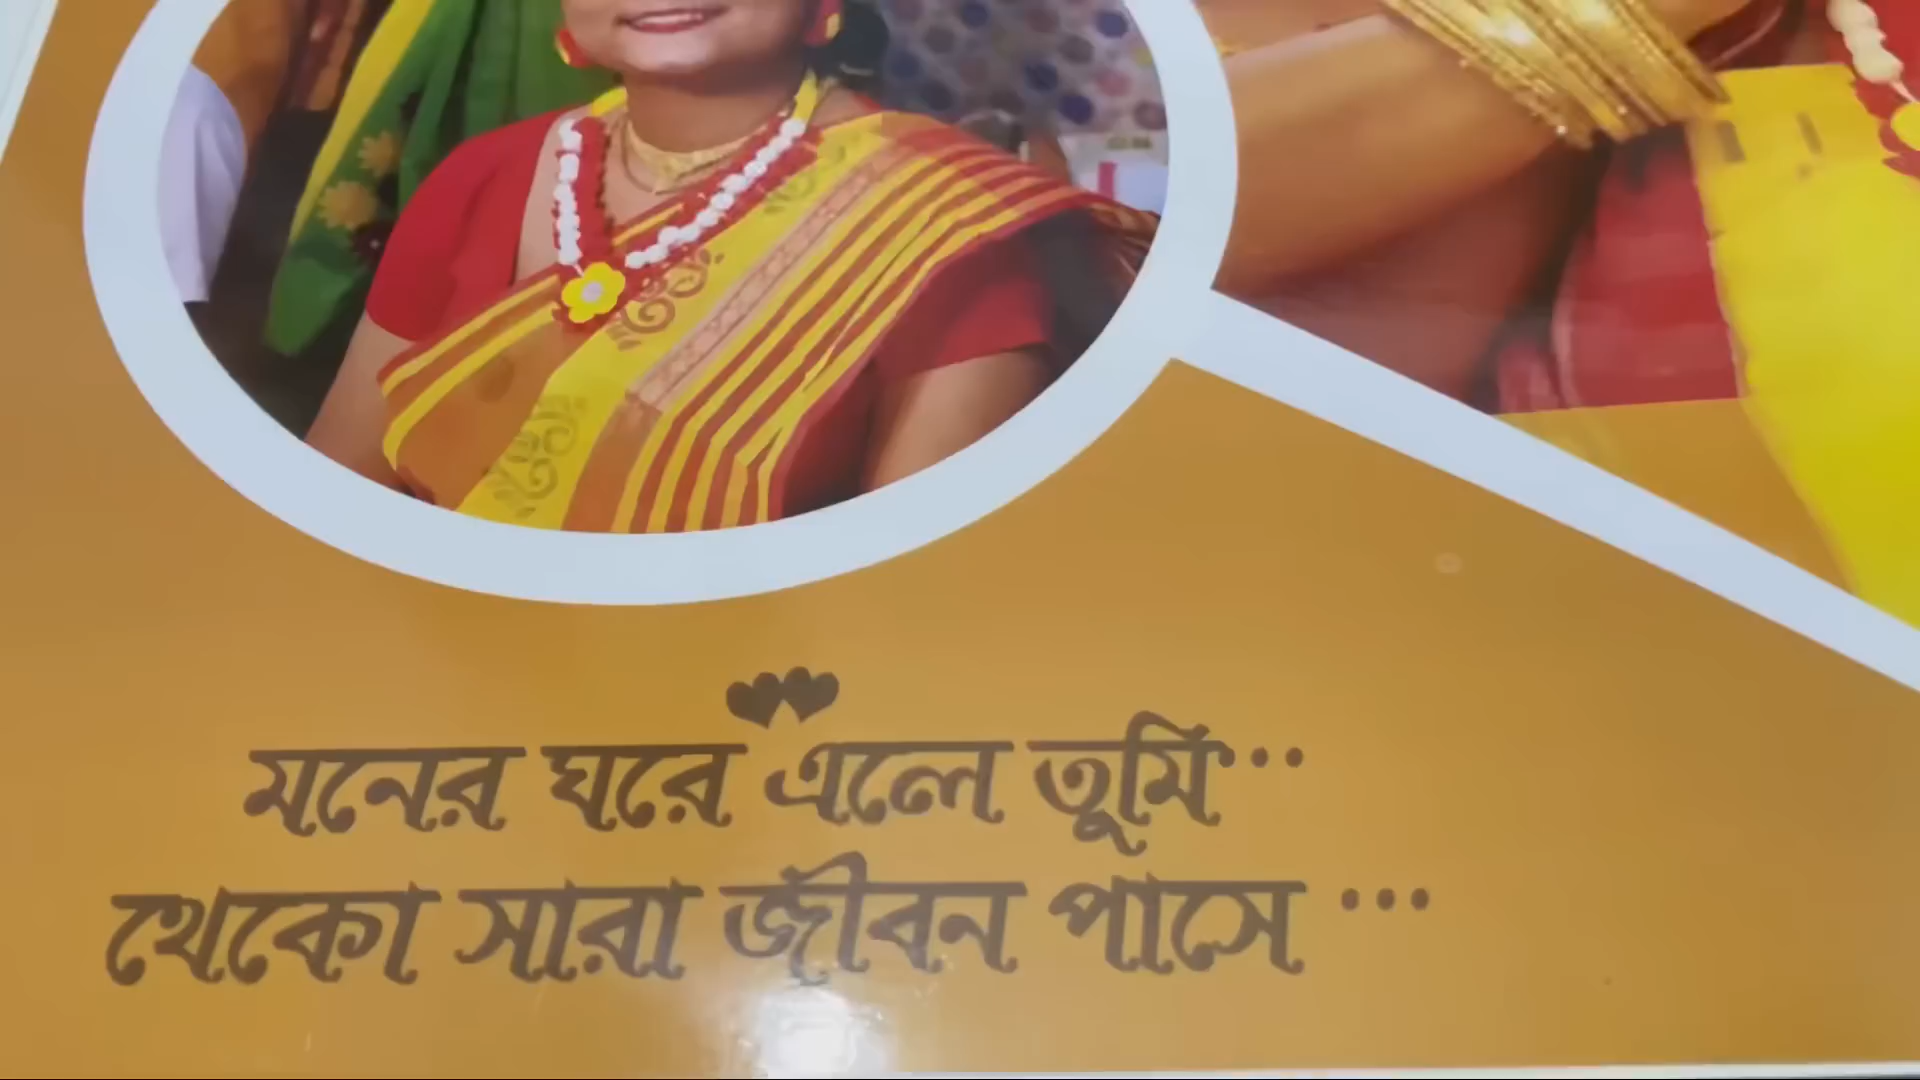 মনের ঘরে এলে তুমি...
থেকো সারা জীবন পাসে ...